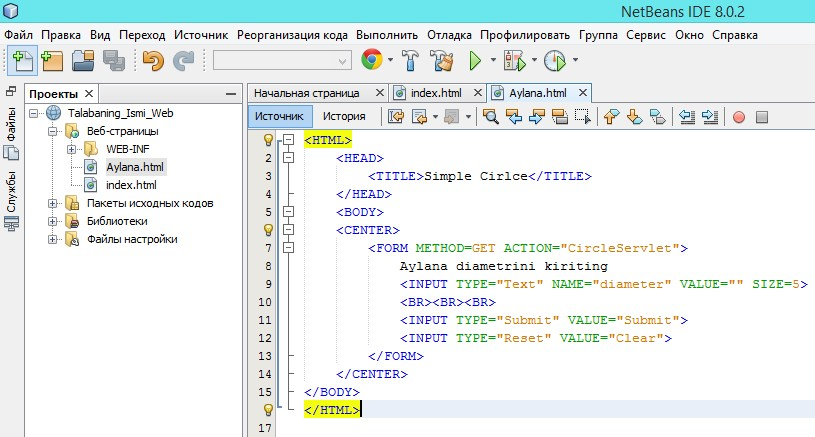 NetBeans IDE 8.0.2
Файл Правка Вид Переход Источник Реорганизация кода Выполнить Отладка Профилировать Группа Сервис Окно Справка
Проекты
Файлы
Службы
Talabaning_Ismi_Web
Веб-страницы
WEB-INF
Aylana.html
index.html
Пакеты исходных кодов
Библиотеки
Файлы настройки
Начальная страница index.html Aylana.html
Источник История
<HTML>
2 <HEAD>
3 <TITLE>Simple Cirlce</TITLE>
4 </HEAD>
5 <BODY>
<CENTER>
7 <FORM METHOD=GET ACTION="CircleServlet">
8 Aylana diametrini kiriting
9 <INPUT TYPE="Text" NAME="diameter" VALUE="" SIZE=5>
10 <BR><BR><BR>
11 <INPUT TYPE="Submit" VALUE="Submit">
12 <INPUT TYPE="Reset" VALUE="Clear">
13 </FORM>
14 </CENTER>
15 </BODY>
</HTML>
17